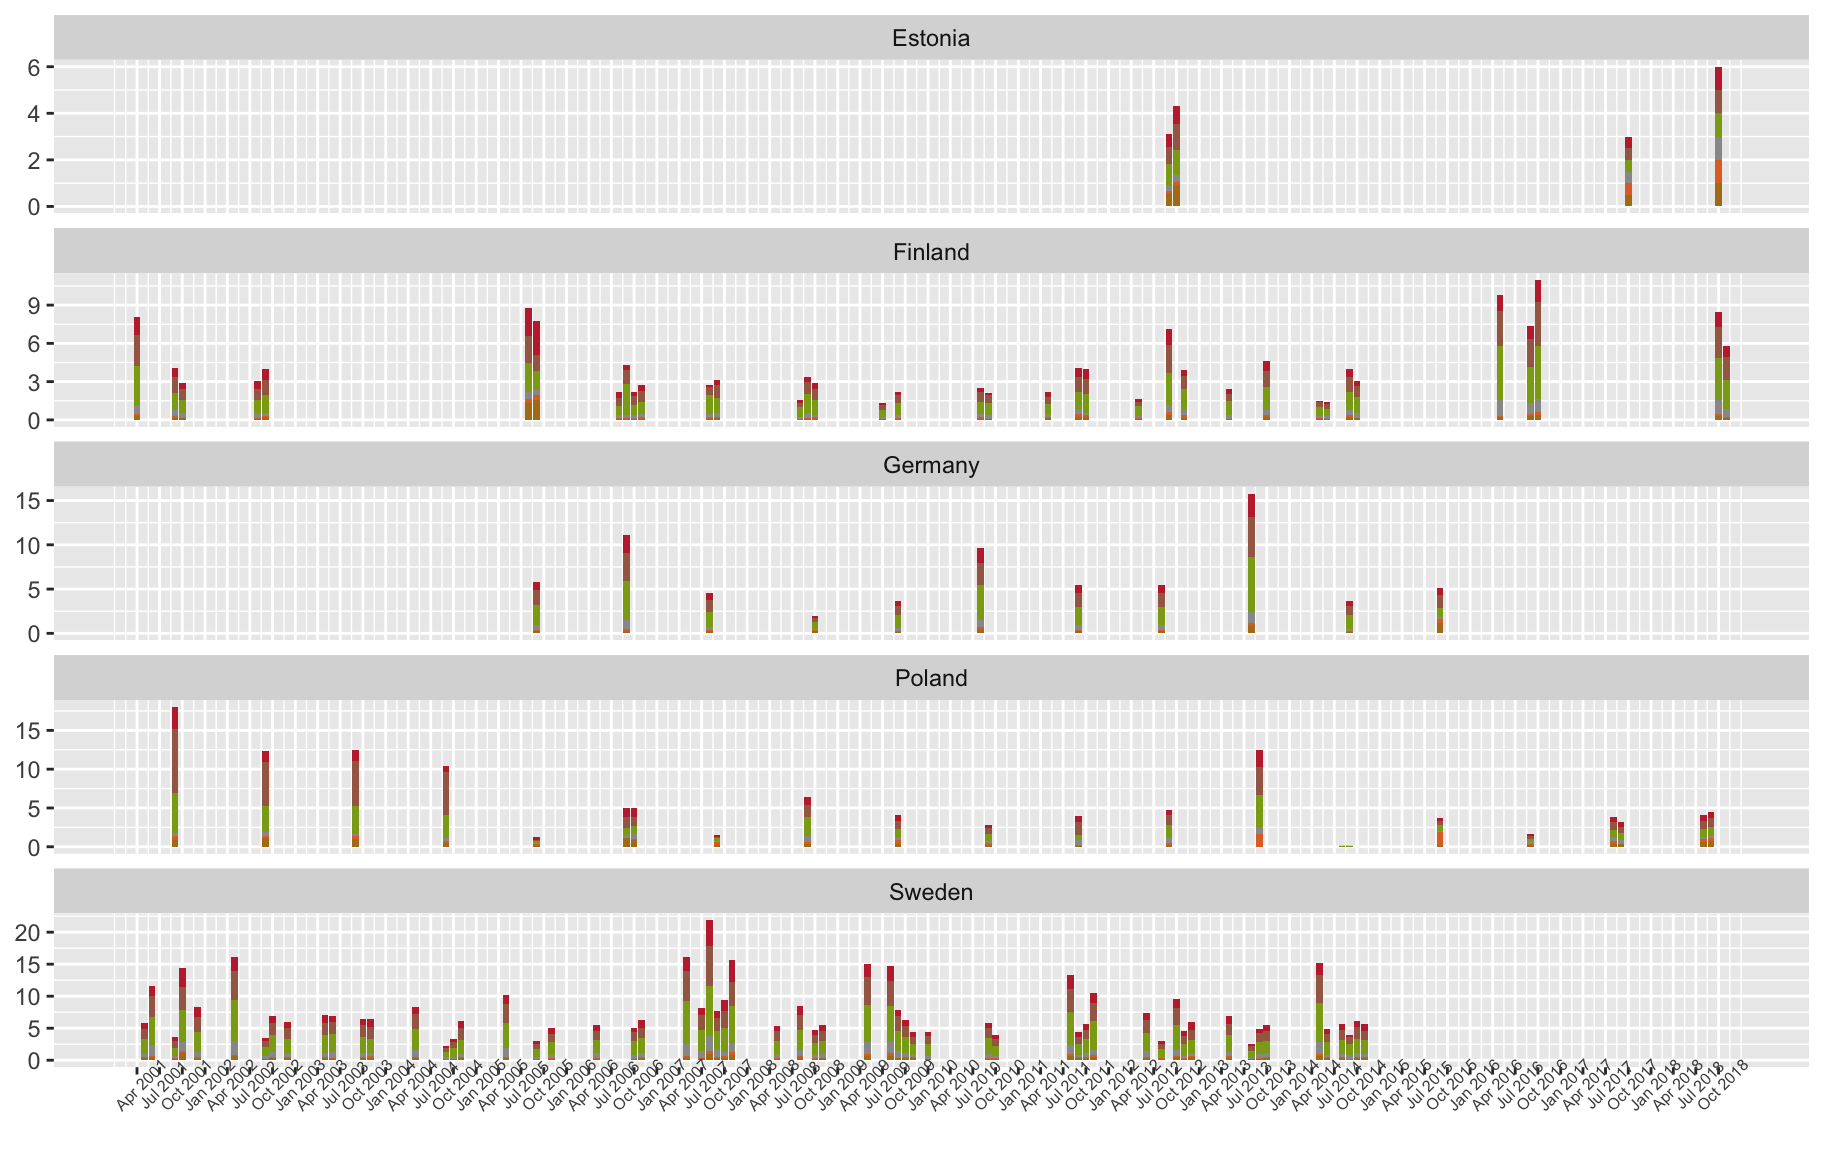 Estonia
6
4
2
0
Finland
9
6
3
0
Germany
15
10
5
0
Poland
15
10
5
0
Sweden
20
15
10
5
0
Apr 2001
Jul 2001
Oct 2001
Jan 2002
Apr 2002
Jul 2002
Oct 2002
Jan 2003
Apr 2003
Jul 2003
Oct 2003
Jan 2004
Apr 2004
Jul 2004
Oct 2004
Jan 2005
Apr 2005
Jul 2005
Oct 2005
Jan 2006
Apr 2006
Jul 2006
Oct 2006
Jan 2007
Apr 2007
Jul 2007
Oct 2007
Jan 2008
Apr 2008
Jul 2008
Oct 2008
Jan 2009
Apr 2009
Jul 2009
Oct 2009
Jan 2010
Apr 2010
Jul 2010
Oct 2010
Jan 2011
Apr 2011
Jul 2011
Oct 2011
Jan 2012
Apr 2012
Jul 2012
Oct 2012
Jan 2013
Apr 2013
Jul 2013
Oct 2013
Jan 2014
Apr 2014
Jul 2014
Oct 2014
Jan 2015
Apr 2015
Jul 2015
Oct 2015
Jan 2016
Apr 2016
Jul 2016
Oct 2016
Jan 2017
Apr 2017
Jul 2017
Oct 2017
Jan 2018
Apr 2018
Jul 2018
Oct 2018